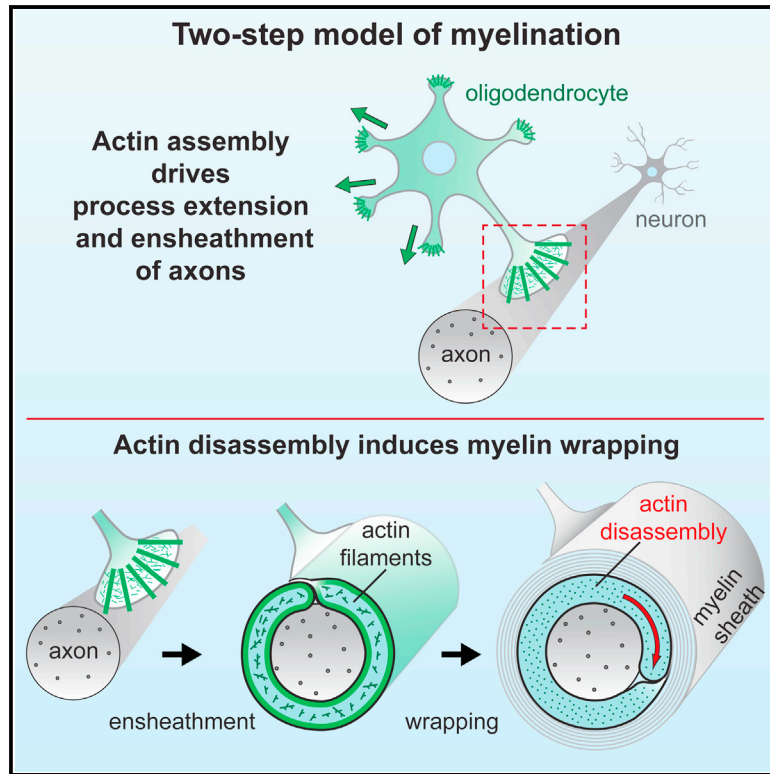 Two-step model of myelination
oligodendrocyte
Actin assembly
drives
process extension
and ensheathment
of axons
neuron
axon
Actin disassembly induces myelin wrapping
actin
filaments
actin
disassembly
myelin
sheath
axon
ensheathment
wrapping